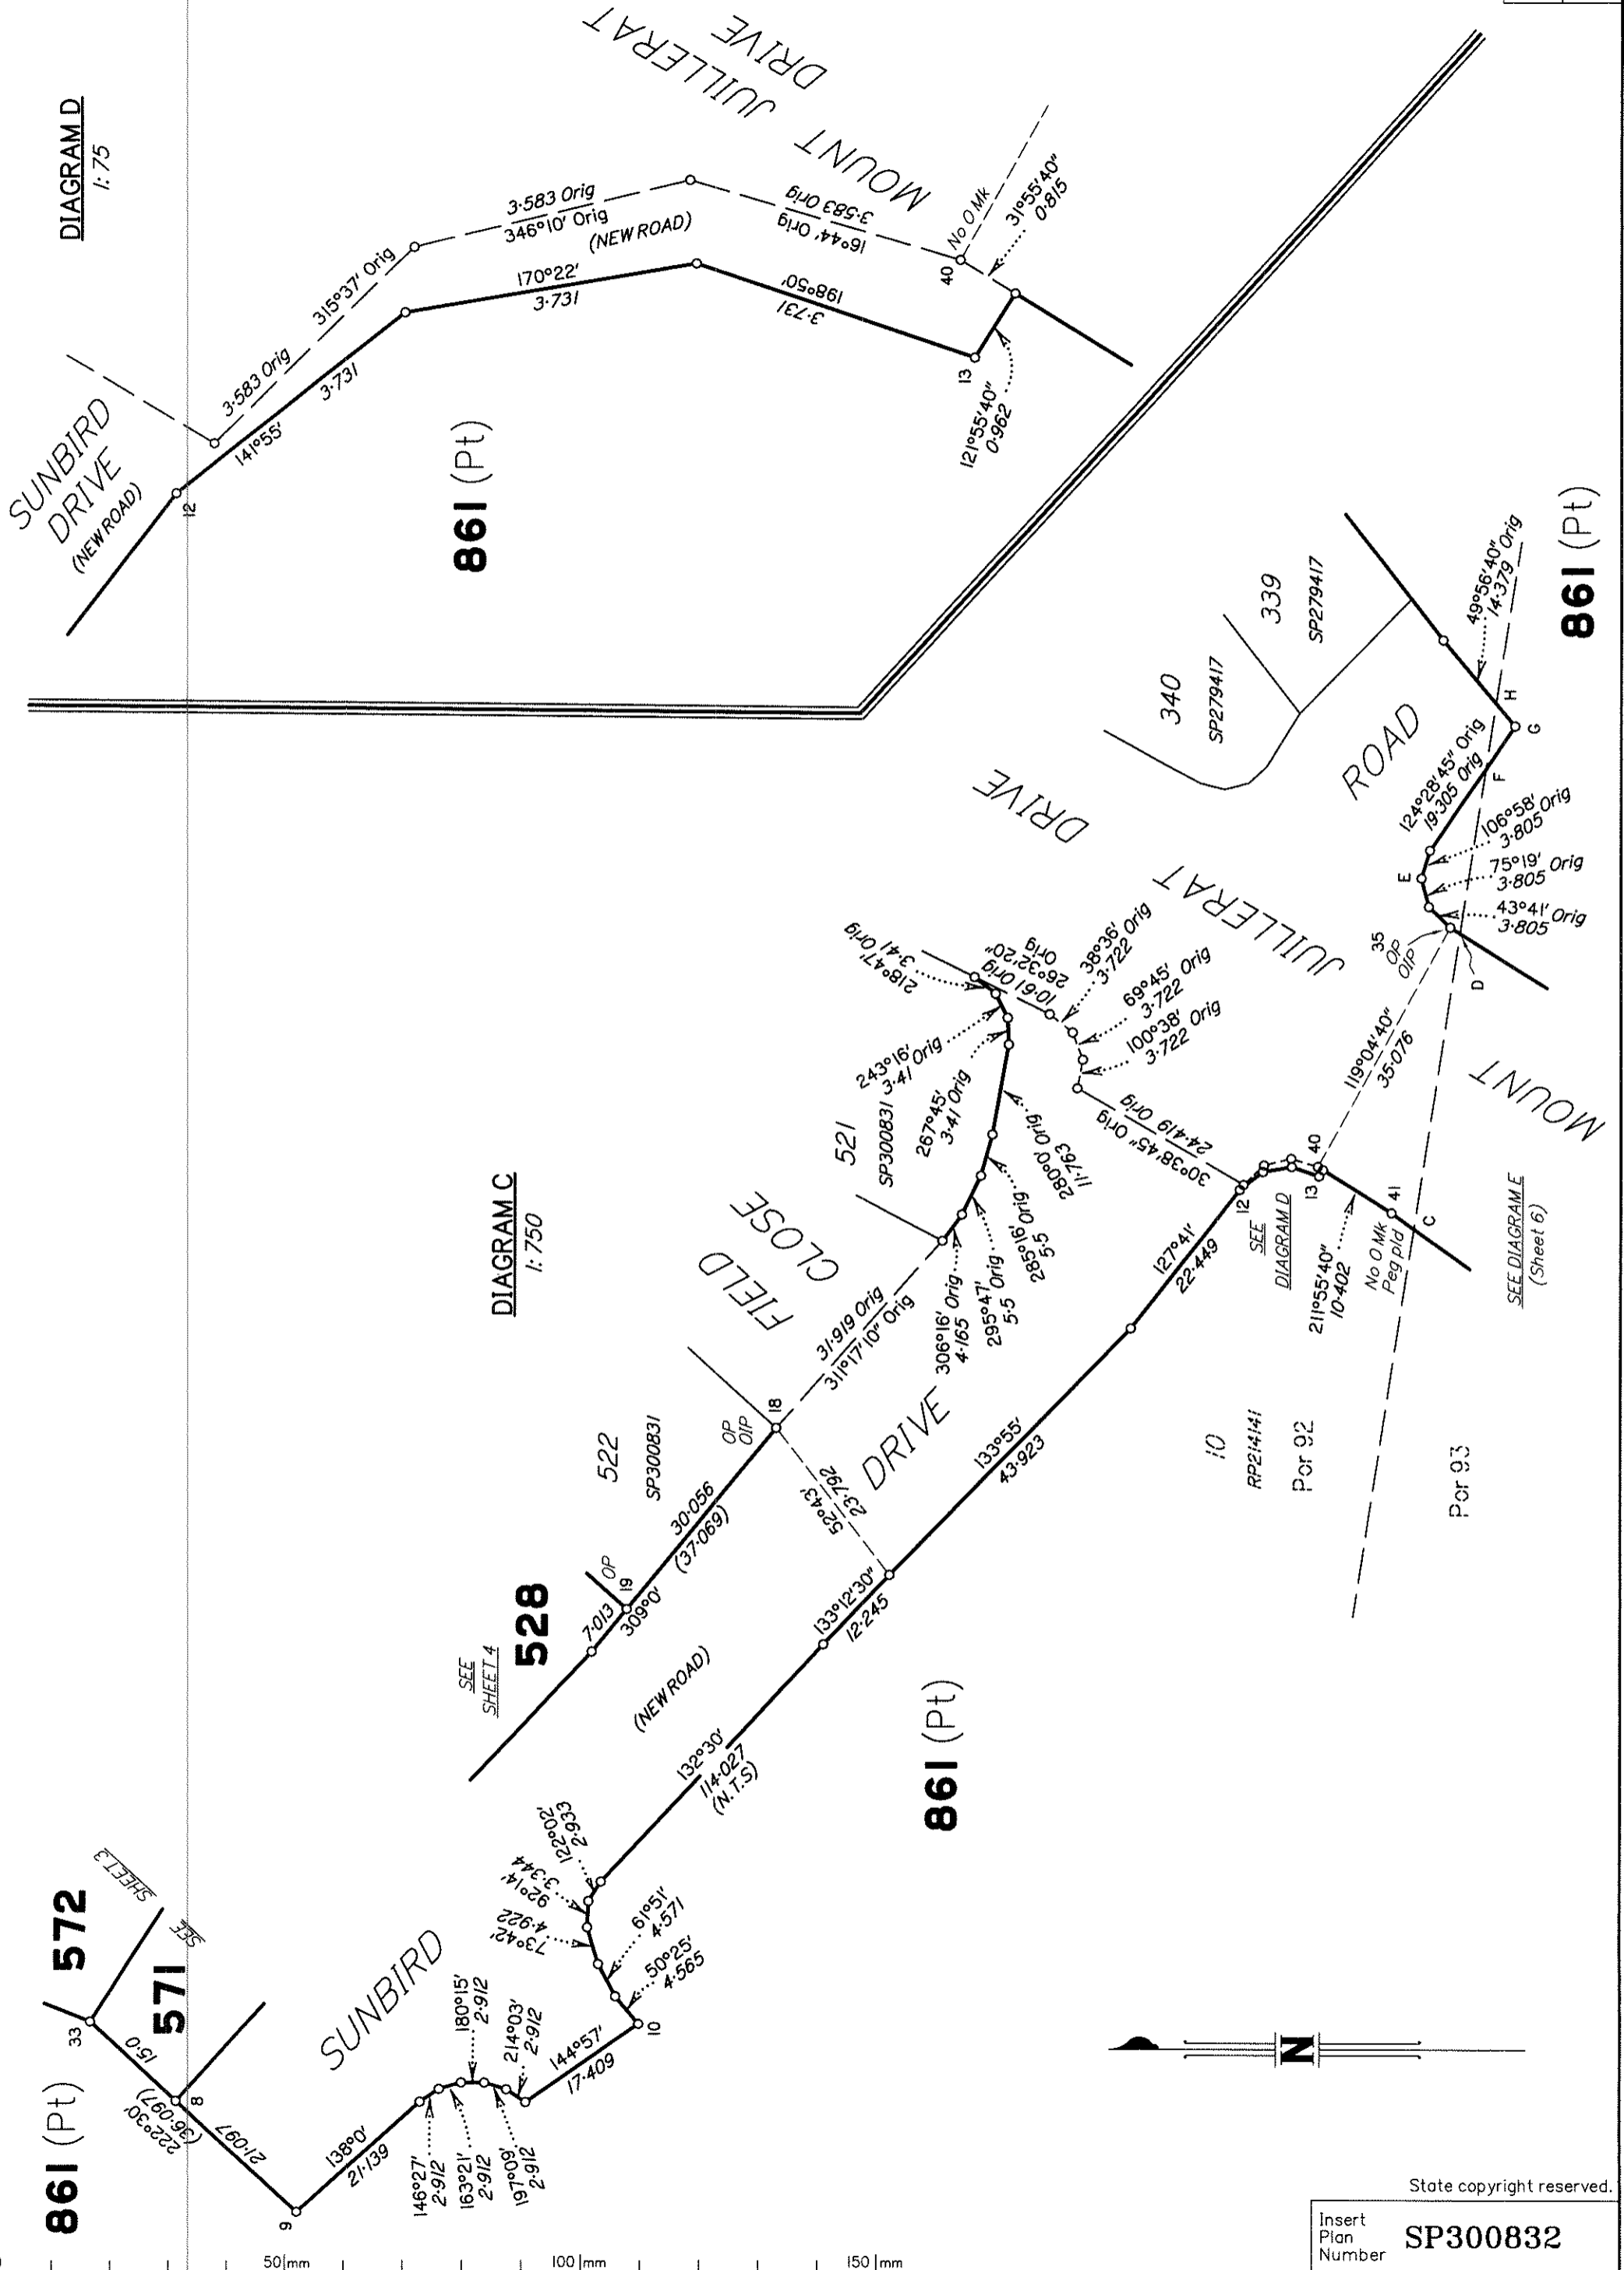 DIAGRAM D
1:75
SUNBIRD
DRIVE
(NEW ROAD)
12
3·583 Orig
315°37' Orig
141°55'
3·731
3·583 Orig
346°10' Orig
(NEW ROAD)
170°22'
3·731
3·583 Orig
16°44' Orig
198°50'
3·731
MOUNT JUILLERAT
DRIVE
40
No O Mk
31°55'40"
0·815
13
121°55'40"
0·962
861 (Pt)
DIAGRAM C
1:750
861 (Pt)
572
33
SEE
SHEET 3
571
15·0
8
222°30'
(36·097)
21·097
9
138°0'
21·139
SUNBIRD
146°27'
2·912
163°21'
2·912
180°15'
2·912
197°09'
2·912
214°03'
2·912
144°57'
17·409
10
50°25'
4·565
61°51'
4·571
73°42'
4·922
92°14'
3·344
122°02'
2·933
132°30'
114·027
(N.T.S)
(NEW ROAD)
SEE
SHEET 4
528
7·013
OP
19
309°0'
30·056
(37·069)
522
SP300831
OP
OIP
18
52°43'
23·792
133°12'30"
12·245
DRIVE
FIELD
CLOSE
31·919 Orig
311°17'10" Orig
306°16' Orig
4·165
295°47'
5·5 Orig
285°16' Orig
5·5
280°0' Orig
11·763
267°45'
3·41 Orig
243°16'
3·41 Orig
218°47'
3·41 Orig
521
SP300831
10·61 Orig
26°32'20"
Orig
38°36' Orig
3·722
69°45' Orig
3·722
100°38' Orig
3·722
24·419 Orig
30°38'45" Orig
133°55'
43·923
127°41'
22·449
12
SEE
DIAGRAM D
13
40
211°55'40"
10·402
41
No O Mk
Peg pld
C
119°04'40"
35·076
35
OP
OIP
D
MOUNT JUILLERAT DRIVE
43°41' Orig
3·805
75°19' Orig
3·805
106°58' Orig
3·805
E
124°28'45" Orig
19·305 Orig
F
G
H
49°56'40" Orig
14·379
ROAD
340
SP279417
339
SP279417
861 (Pt)
861 (Pt)
10
RP214141
Por 92
Por 93
SEE DIAGRAM E
(Sheet 6)
N
50 mm
100 mm
150 mm
State copyright reserved.
Insert
Plan
Number
SP300832